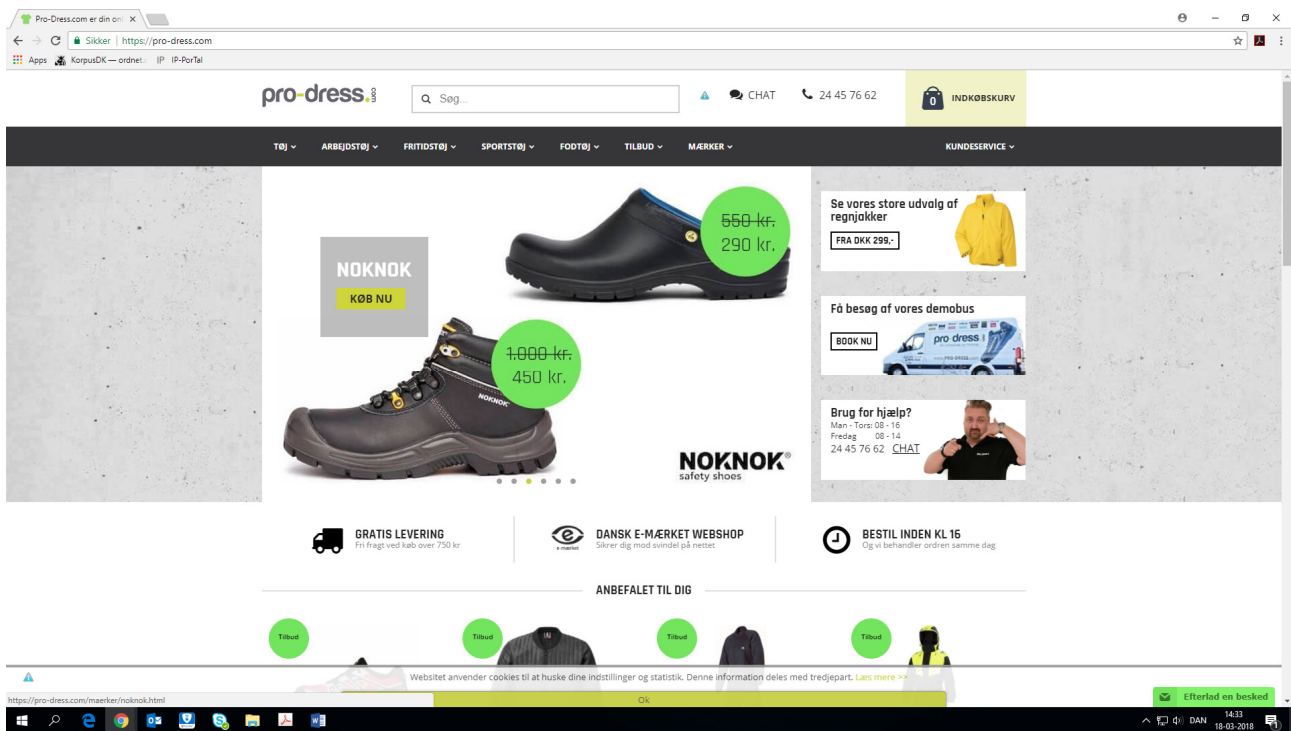 Pro-Dress.com er din onl
Sikker | https://pro-dress.com
Apps KorpusDK — ordnet. IP IP-PorTal
pro-dress.com
Søg...
CHAT
24 45 76 62
0 INDKØBSKURV
TØJ ARBEJDSTØJ FRITIDSTØJ SPORTSTØJ FODTØJ TILBUD MÆRKER KUNDESERVICE
550 kr.
290 kr.
NOKNOK
KØB NU
1.000 kr.
450 kr.
NOKNOK
NOKNOK®
safety shoes
Se vores store udvalg af
regnjakker
FRA DKK 299,-
Få besøg af vores demobus
BOOK NU
pro dress
Brug for hjælp?
Man - Tors: 08 - 16
Fredag 08 - 14
24 45 76 62 CHAT
GRATIS LEVERING
Fri fragt ved køb over 750 kr
e-mærket
DANSK E-MÆRKET WEBSHOP
Sikrer dig mod svindel på nettet
BESTIL INDEN KL 16
Og vi behandler ordren samme dag
ANBEFALET TIL DIG
Tilbud Tilbud Tilbud Tilbud
Websitet anvender cookies til at huske dine indstillinger og statistik. Denne information deles med tredjepart. Læs mere >>
Ok
https://pro-dress.com/maerker/noknok.html
Efterlad en besked
DAN
14:33
18-03-2018